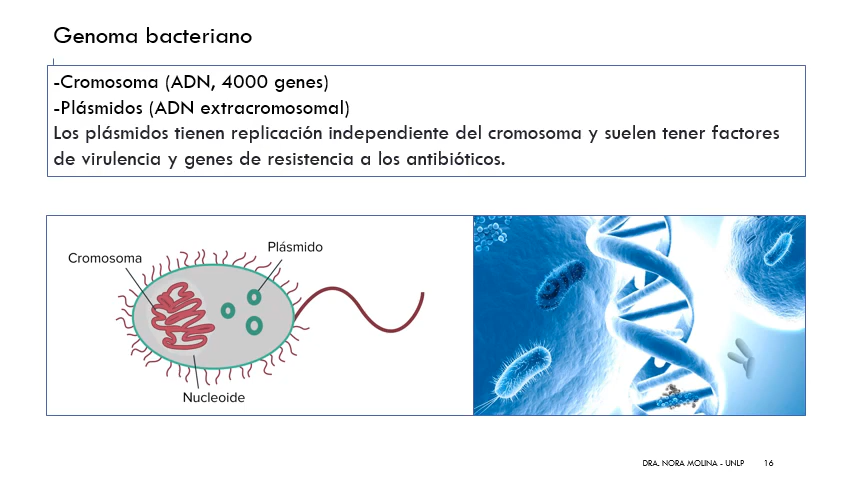 Genoma bacteriano
-Cromosoma (ADN, 4000 genes)
-Plásmidos (ADN extracromosomal)
Los plásmidos tienen replicación independiente del cromosoma y suelen tener factores
de virulencia y genes de resistencia a los antibióticos.
Plásmido
Cromosoma
Nucleoide
DRA. NORA MOLINA - UNLP 16